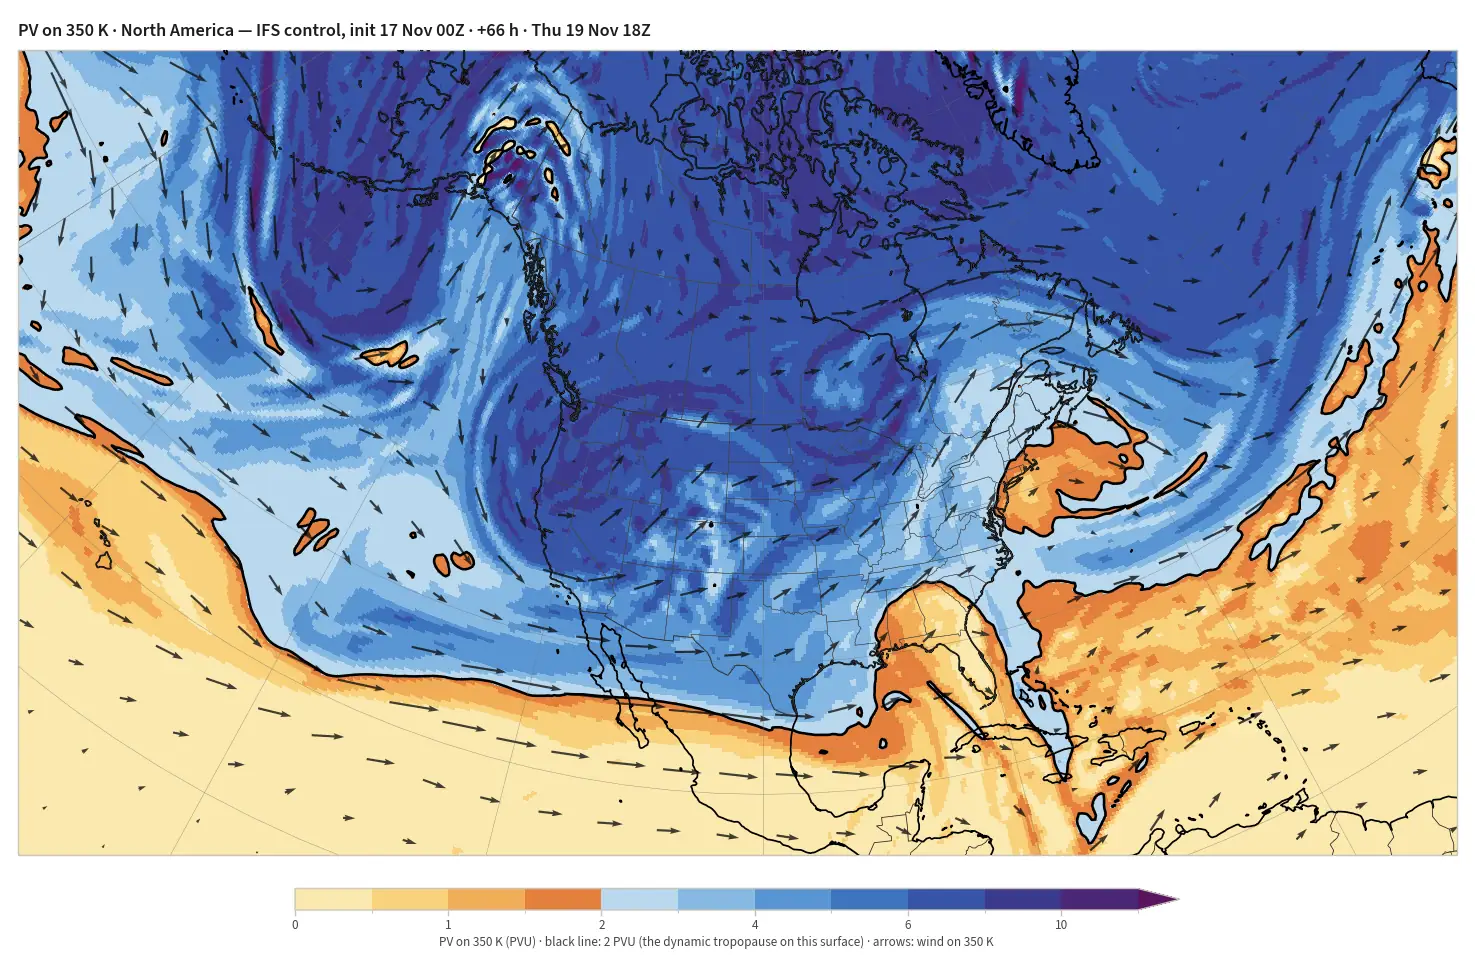 PV on 350 K · North America — IFS control, init 17 Nov 00Z · +66 h · Thu 19 Nov 18Z
0 1 2 4 6 10
PV on 350 K (PVU) · black line: 2 PVU (the dynamic tropopause on this surface) · arrows: wind on 350 K